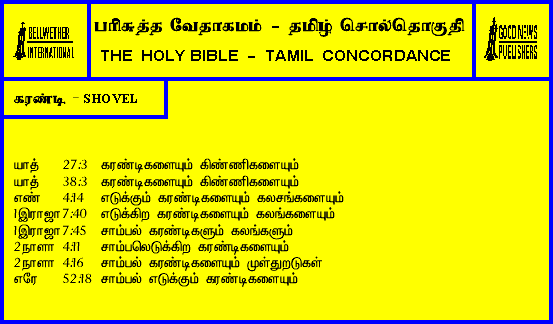 BELLWETHER
INTERNATIONAL
பரிசுத்த வேதாகமம் - தமிழ் சொல்தொகுதி
THE HOLY BIBLE - TAMIL CONCORDANCE
GOOD NEWS
PUBLISHERS
கரண்டி - SHOVEL
யாத் 27:3 கரண்டிகளையும் கிண்ணிகளையும்
யாத் 38:3 கரண்டிகளையும் கிண்ணிகளையும்
எண் 4:14 எடுக்கும் கரண்டிகளையும் கலசங்களையும்
1இராஜா 7:40 எடுக்கிற கரண்டிகளையும் கலங்களையும்
1இராஜா 7:45 சாம்பல் கரண்டிகளும் கலங்களும்
2நாளா 4:11 சாம்பலெடுக்கிற கரண்டிகளையும்
2நாளா 4:16 சாம்பல் கரண்டிகளையும் முள்துறடுகள்
எரே 52:18 சாம்பல் எடுக்கும் கரண்டிகளையும்